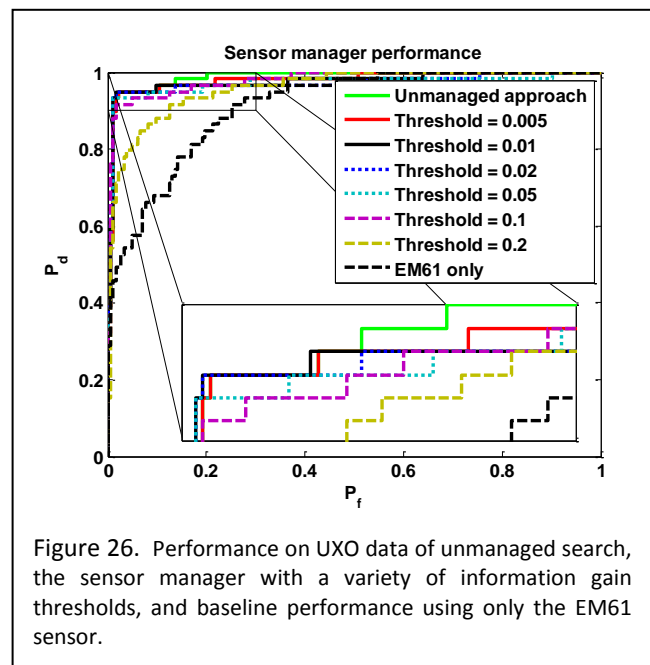 Sensor manager performance
1
0.8
0.6
0.4
0.2
0
P_d
Unmanaged approach
Threshold = 0.005
Threshold = 0.01
Threshold = 0.02
Threshold = 0.05
Threshold = 0.1
Threshold = 0.2
EM61 only
0 0.2 0.4 0.6 0.8 1
P_f
Figure 26. Performance on UXO data of unmanaged search,
the sensor manager with a variety of information gain
thresholds, and baseline performance using only the EM61
sensor.